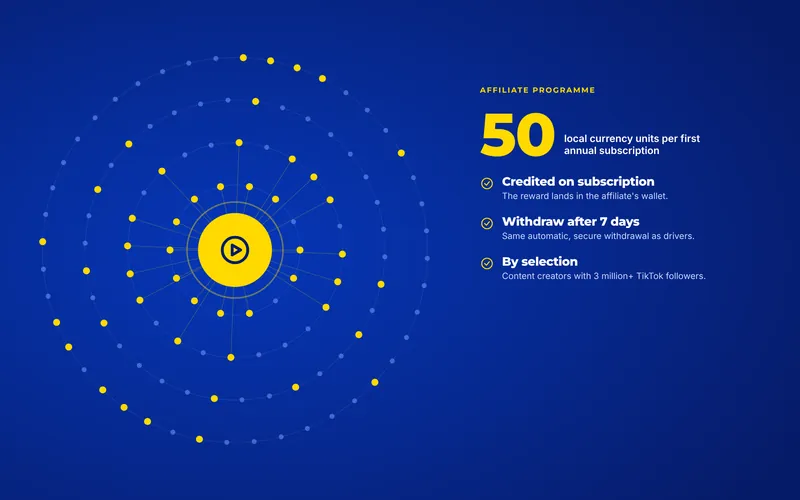 AFFILIATE PROGRAMME
50
local currency units per first
annual subscription
Credited on subscription
The reward lands in the affiliate's wallet.
Withdraw after 7 days
Same automatic, secure withdrawal as drivers.
By selection
Content creators with 3 million+ TikTok followers.